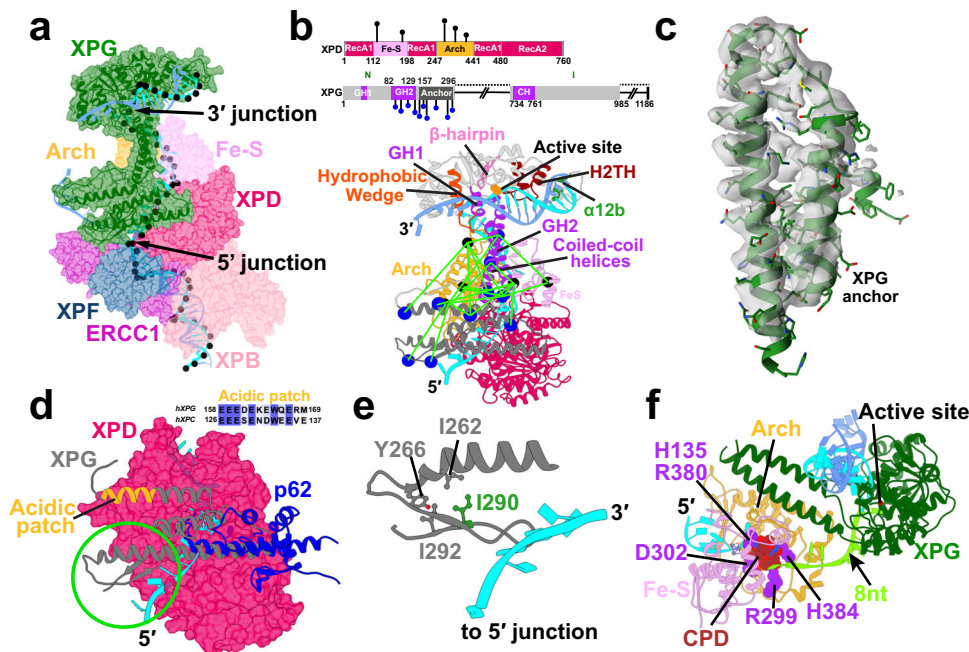 a
XPG
3′ junction
Arch
Fe-S
XPD
5' junction
XPF
ERCC1
XPB
b
XPD
RecA1 Fe-S RecA1 Arch RecA1 RecA2
1 112 198 247 441 480 760
N I
82 129 157 296
XPG
GH1 GH2 Anchor CH
1 734 761 985 1186
β-hairpin
GH1
Active site
Hydrophobic
Wedge
H2TH
3′
α12b
GH2
Coiled-coil
helices
Arch
FeS
5′
c
XPG
anchor
d
Acidic patch
hXPG 158 EEEDEKEWQERM 169
hXPC 126 EEESENDWEEVE 137
XPD
XPG
Acidic
patch
p62
5′
e
I262
Y266
I290
3′
I292
to 5′ junction
f
Active site
Arch
H135
R380
5′
D302
XPG
Fe-S
8nt
R299
H384
CPD